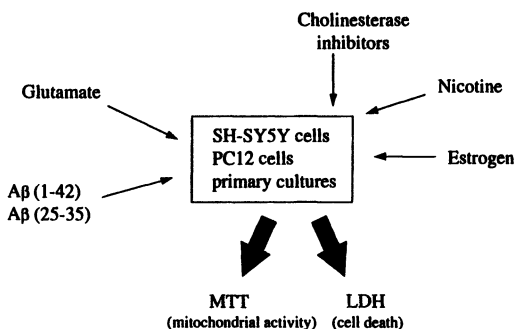 Cholinesterase
inhibitors
Glutamate
Nicotine
SH-SY5Y cells
PC12 cells
primary cultures
Estrogen
Aβ (1-42)
Aβ (25-35)
MTT
(mitochondrial activity)
LDH
(cell death)